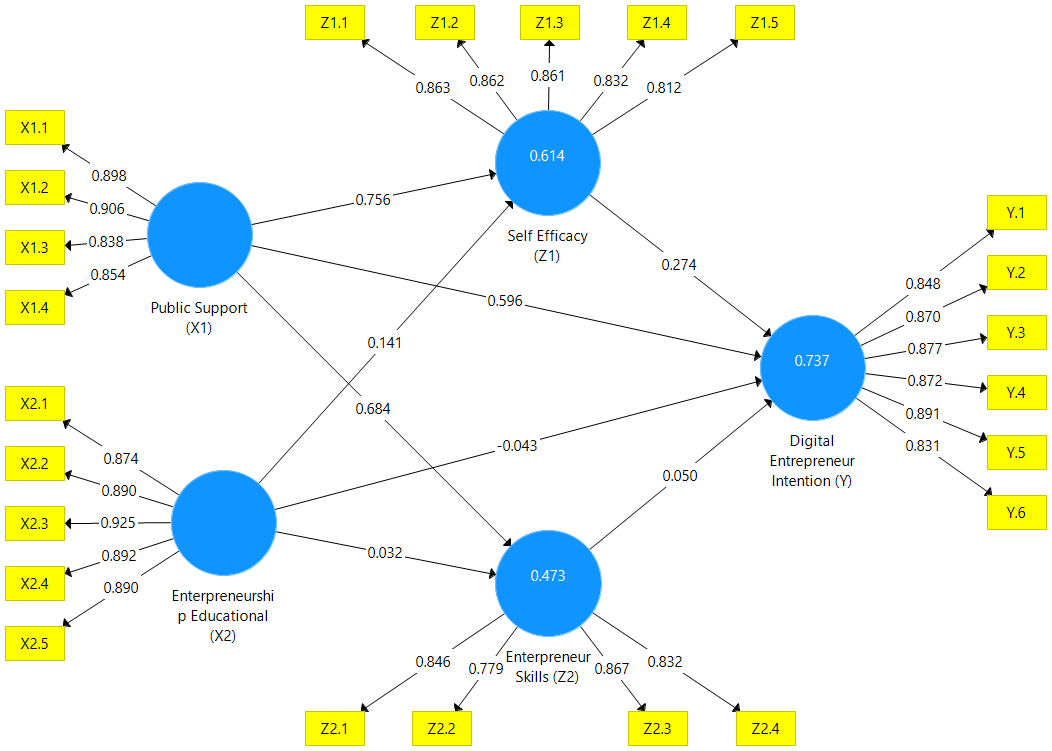 Z1.1
Z1.2
Z1.3
Z1.4
Z1.5
0.863
0.862
0.861
0.832
0.812
X1.1
X1.2
X1.3
X1.4
0.898
0.906
0.838
0.854
Public Support
(X1)
0.614
Self Efficacy
(Z1)
0.756
0.596
0.141
0.684
0.274
-0.043
0.050
0.032
Y.1
Y.2
Y.3
Y.4
Y.5
Y.6
0.848
0.870
0.877
0.872
0.891
0.831
0.737
Digital
Entrepreneur
Intention (Y)
X2.1
X2.2
X2.3
X2.4
X2.5
0.874
0.890
0.925
0.892
0.890
Enterpreneurshi
p Educational
(X2)
0.473
Enterpreneur
Skills (Z2)
0.846
0.779
0.867
0.832
Z2.1
Z2.2
Z2.3
Z2.4